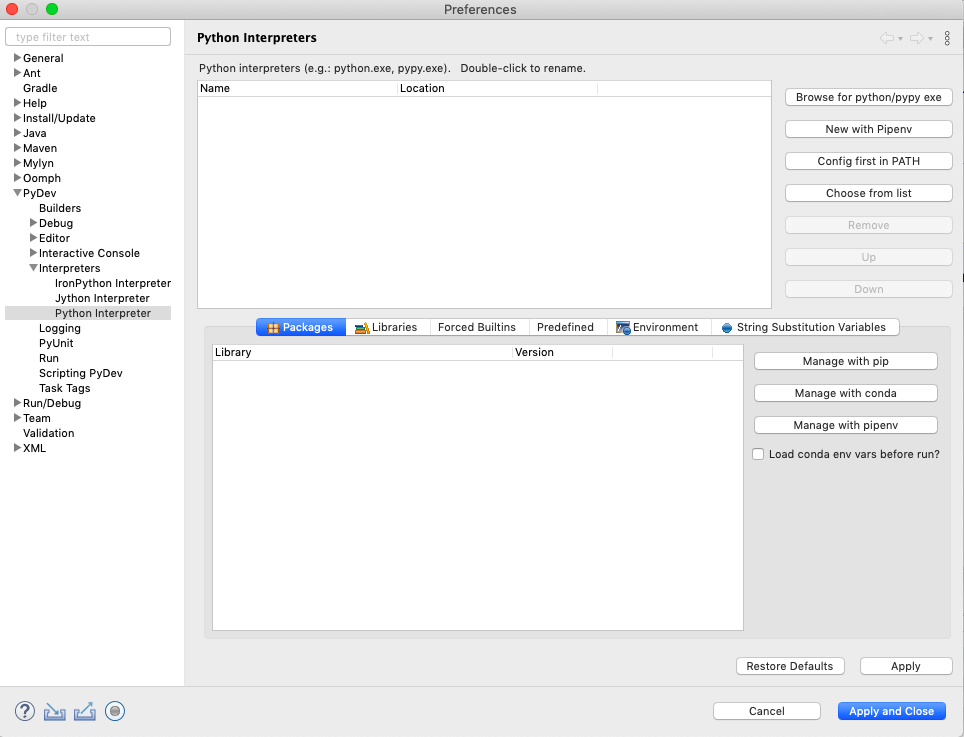 Preferences
type filter text
General
Ant
Gradle
Help
Install/Update
Java
Maven
Mylyn
Oomph
PyDev
Builders
Debug
Editor
Interactive Console
Interpreters
IronPython Interpreter
Jython Interpreter
Python Interpreter
Logging
PyUnit
Run
Scripting PyDev
Task Tags
Run/Debug
Team
Validation
XML
Python Interpreters
Python interpreters (e.g.: python.exe, pypy.exe).   Double-click to rename.
Name Location
Browse for python/pypy exe
New with Pipenv
Config first in PATH
Choose from list
Remove
Up
Down
Packages Libraries Forced Builtins Predefined Environment String Substitution Variables
Library Version
Manage with pip
Manage with conda
Manage with pipenv
Load conda env vars before run?
Restore Defaults Apply
? Cancel Apply and Close